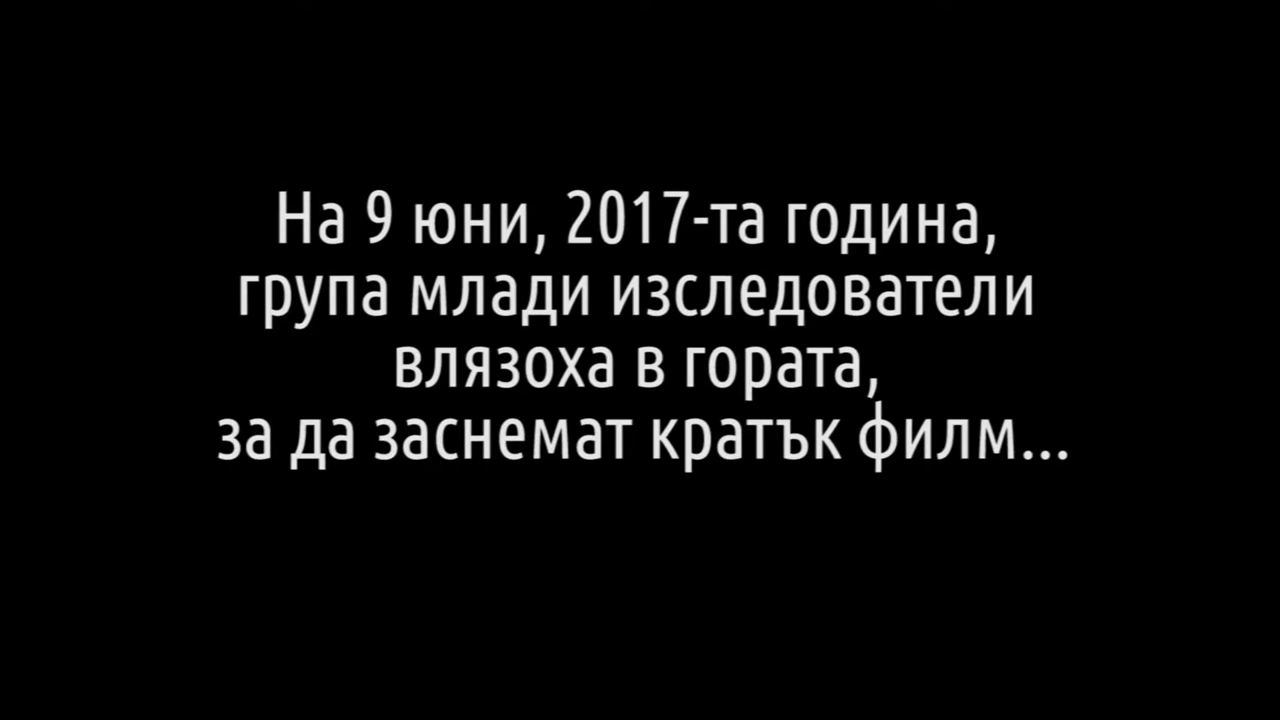 На 9 юни, 2017-та година,
група млади изследователи
влязоха в гората,
за да заснемат кратък филм...